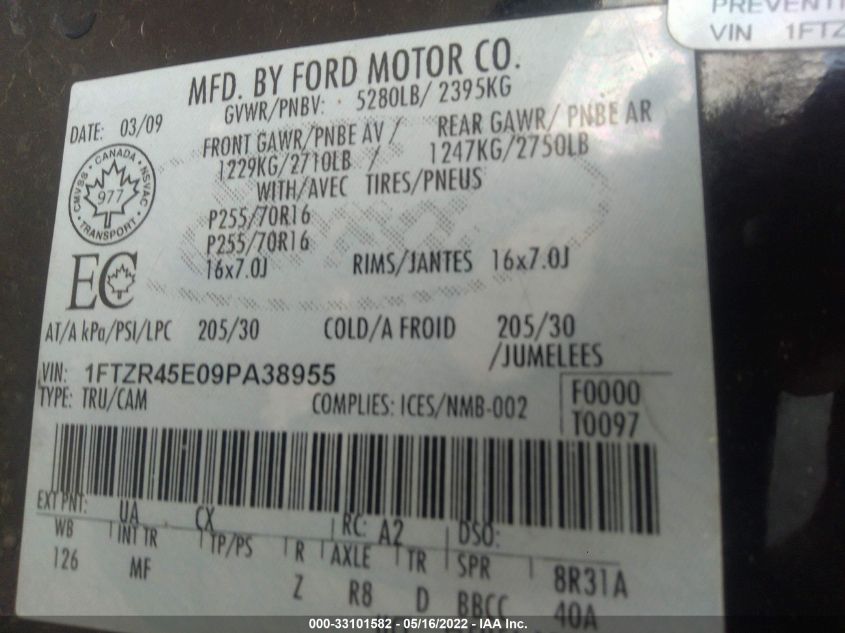 PREVENTI
VIN 1FTZ
MFD. BY FORD MOTOR CO.
GVWR/PNBV: 5280LB/ 2395KG
DATE: 03/09
FRONT GAWR/PNBE AV / REAR GAWR/ PNBE AR
1229KG/2710LB / 1247KG/2750LB
WITH/AVEC TIRES/PNEUS
CMVSS CANADA NSVAC
977
TRANSPORT
P255/70R16
P255/70R16
16x7.0J RIMS/JANTES 16x7.0J
EC
AT/A kPa/PSI/LPC 205/30 COLD/A FROID 205/30
/JUMELEES
VIN: 1FTZR45E09PA38955
TYPE: TRU/CAM COMPLIES: ICES/NMB-002
F0000
T0097
EXT PNT: UA CX RC: A2 DSO:
WB INT TR TP/PS R AXLE TR SPR 8R31A
126 MF Z R8 D BBCC 40A
000-33101582 - 05/16/2022 - IAA Inc.